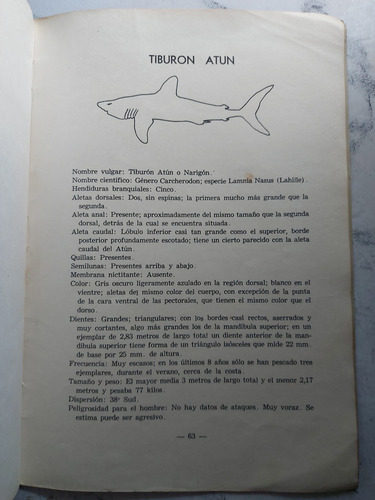 TIBURON ATUN
Nombre vulgar: Tiburón Atún o Narigón.
Nombre científico: Género Carcherodon; especie Lamnia Nasus (Lahille).
Hendiduras branquiales: Cinco.
Aletas dorsales: Dos, sin espinas; la primera mucho más grande que la
segunda.
Aleta anal: Presente; aproximadamente del mismo tamaño que la segunda
dorsal, detrás de la cual se encuentra situada.
Aleta caudal: Lóbulo inferior casi tan grande como el superior, borde
posterior profundamente escotado; tiene un cierto parecido con la aleta
caudal del Atún.
Quillas: Presentes.
Semilunas: Presentes arriba y abajo.
Membrana nictitante: Ausente.
Color: Gris oscuro ligeramente azulado en la región dorsal; blanco en el
vientre; aletas del mismo color del cuerpo, con excepción de la punta
de la cara ventral de las pectorales, que tienen el mismo color que el
dorso.
Dientes: Grandes; triangulares; con los bordes casi rectos, aserrados y
muy cortantes, algo más grandes los de la mandíbula superior; en un
ejemplar de 2,83 metros de largo total un diente anterior de la man-
díbula superior tiene forma de un triángulo isósceles que mide 22 mm.
de base por 25 mm. de altura.
Frecuencia: Muy escasos; en los últimos 8 años sólo se han pescado tres
ejemplares, durante el verano, cerca de la costa.
Tamaño y peso: El mayor medía 3 metros de largo total y el menor 2,17
metros y pesaba 77 kilos.
Dispersión: 38º Sud.
Peligrosidad para el hombre: No hay datos de ataques. Muy voraz. Se
estima puede ser agresivo.
— 63 —